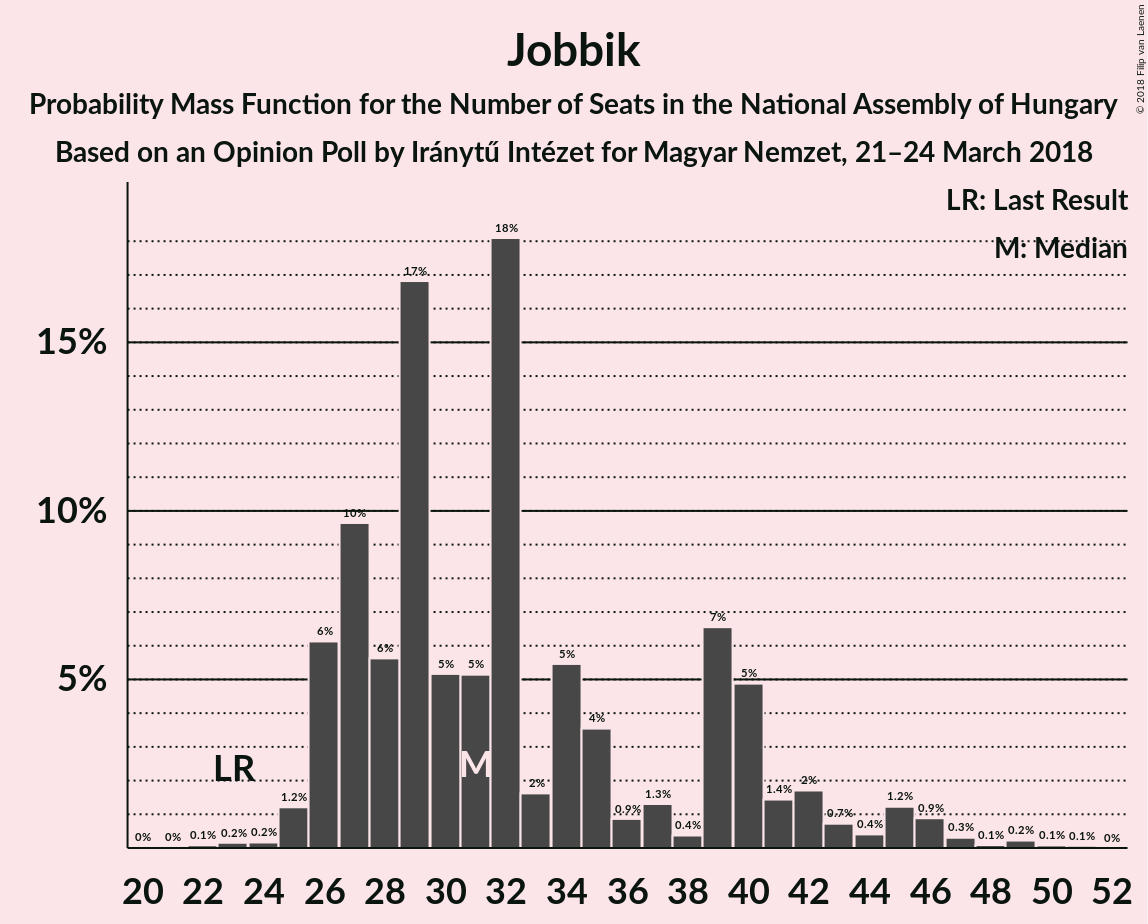 Jobbik
Probability Mass Function for the Number of Seats in the National Assembly of Hungary
Based on an Opinion Poll by Iránytű Intézet for Magyar Nemzet, 21–24 March 2018
© 2018 Filip van Laenen
LR: Last Result
M: Median
15%
10%
5%
0% 0% 0.1% 0.2% 0.2% 1.2% 6% 10% 6% 17% 5% 5% 18% 2% 5% 4% 0.9% 1.3% 0.4% 7% 5% 1.4% 2% 0.7% 0.4% 1.2% 0.9% 0.3% 0.1% 0.2% 0.1% 0.1% 0%
LR
M
20 22 24 26 28 30 32 34 36 38 40 42 44 46 48 50 52